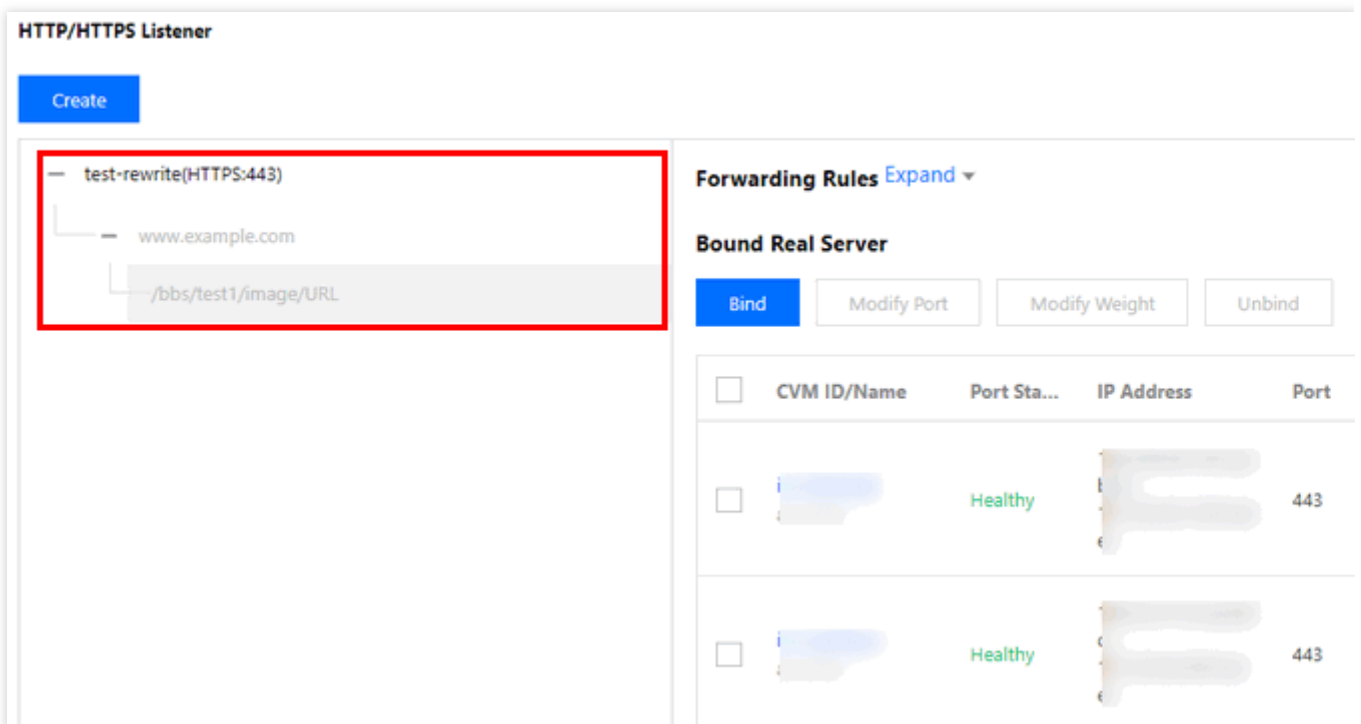 HTTP/HTTPS Listener
Create
test-rewrite(HTTPS:443)
www.example.com
/bbs/test1/image/URL
Forwarding Rules Expand
Bound Real Server
Bind Modify Port Modify Weight Unbind
CVM ID/Name Port Sta... IP Address Port
Healthy 443
Healthy 443